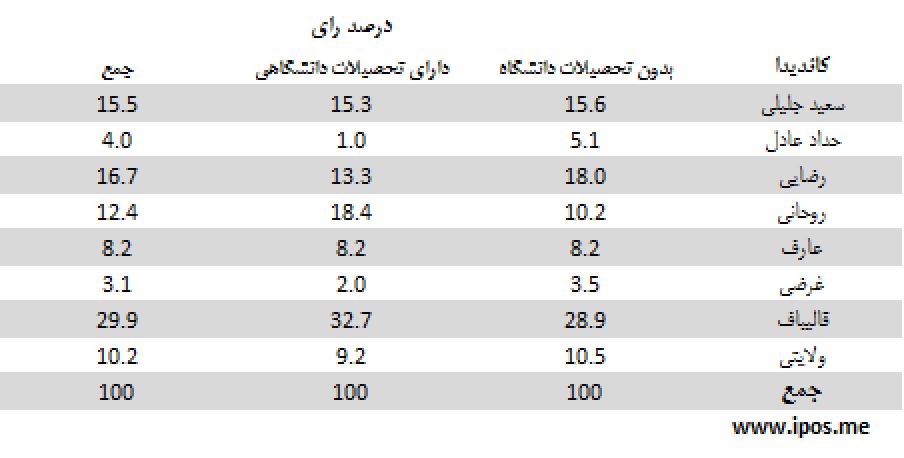 درصد رای
کاندیدا بدون تحصیلات دانشگاه دارای تحصیلات دانشگاهی جمع
سعید جلیلی 15.6 15.3 15.5
حداد عادل 5.1 1.0 4.0
رضایی 18.0 13.3 16.7
روحانی 10.2 18.4 12.4
عارف 8.2 8.2 8.2
غرضی 3.5 2.0 3.1
قالیباف 28.9 32.7 29.9
ولایتی 10.5 9.2 10.2
جمع 100 100 100
www.ipos.me